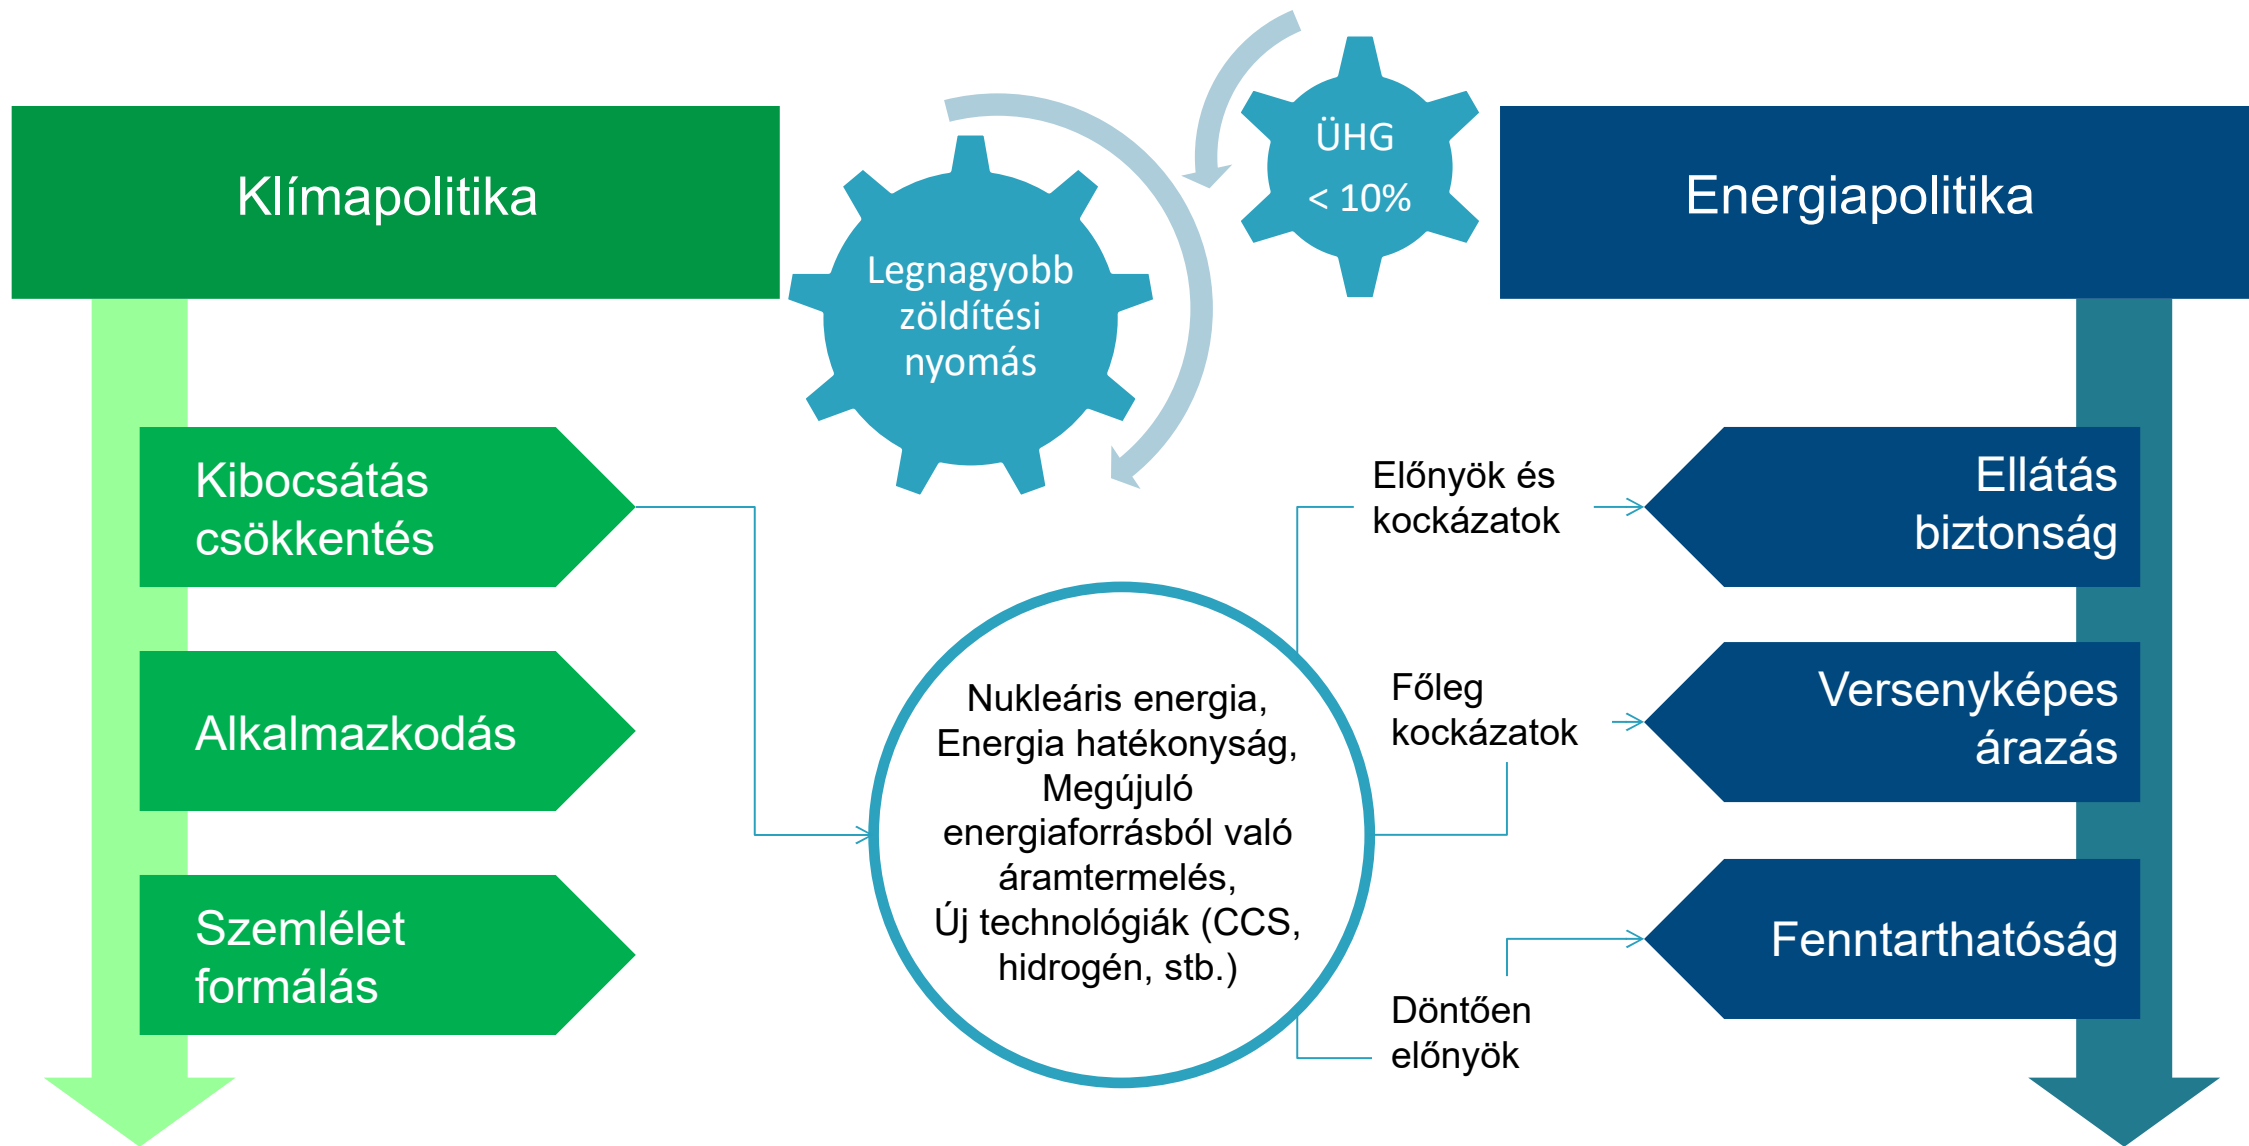 Klímapolitika
Legnagyobb
zöldítési
nyomás
ÜHG
< 10%
Energiapolitika
Kibocsátás
csökkentés
Alkalmazkodás
Szemlélet
formálás
Nukleáris energia,
Energia hatékonyság,
Megújuló
energiaforrásból való
áramtermelés,
Új technológiák (CCS,
hidrogén, stb.)
Előnyök és
kockázatok
Főleg
kockázatok
Döntően
előnyök
Ellátás
biztonság
Versenyképes
árazás
Fenntarthatóság